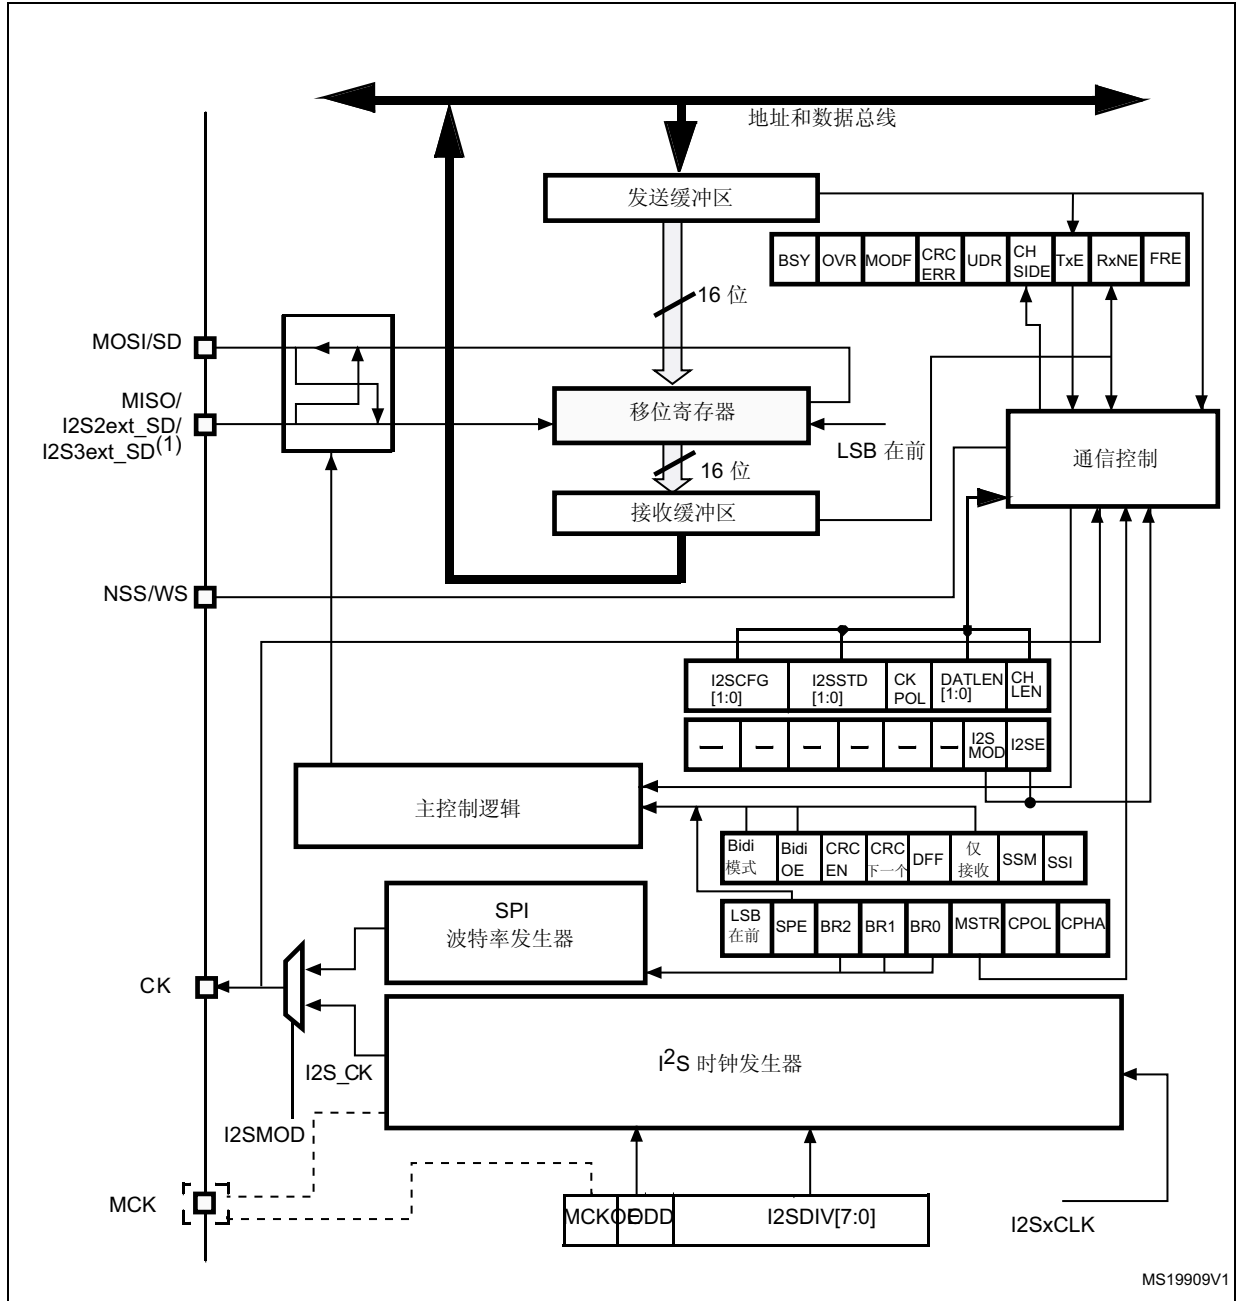 地址和数据总线
发送缓冲区
BSY OVR MODF CRC ERR UDR CH SIDE TxE RxNE FRE
16 位
MOSI/SD
MISO/
I2S2ext_SD/
I2S3ext_SD(1)
移位寄存器
LSB 在前
通信控制
16 位
接收缓冲区
NSS/WS
I2SCFG [1:0] I2SSTD [1:0] CK POL DATLEN [1:0] CH LEN
I2S MOD I2SE
主控制逻辑
Bidi 模式 Bidi OE CRC EN CRC 下一个 DFF 仅 接收 SSM SSI
LSB 在前 SPE BR2 BR1 BR0 MSTR CPOL CPHA
SPI
波特率发生器
CK
I2S 时钟发生器
I2S_CK
I2SMOD
MCK
MCKOE ODD I2SDIV[7:0]
I2SxCLK
MS19909V1